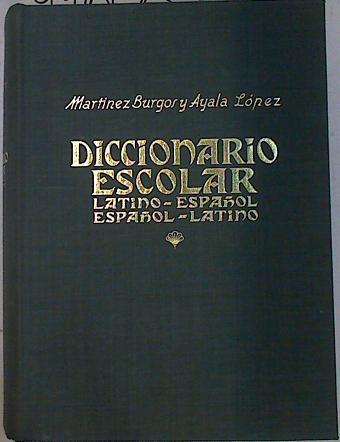 Martínez Burgos y Ayala López
DICCIONARIO
ESCOLAR
LATINO - ESPAÑOL
ESPAÑOL - LATINO